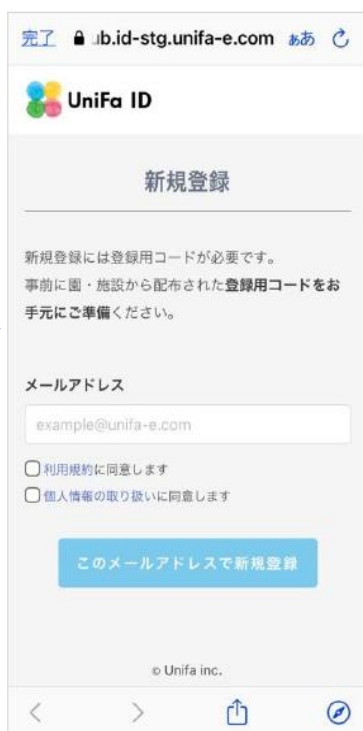 完了 ub.id-stg.unifa-e.com ぁあ
UniFa ID
新規登録
新規登録には登録用コードが必要です。
事前に園・施設から配布された登録用コードをお
手元にご準備ください。
メールアドレス
example@unifa-e.com
利用規約に同意します
個人情報の取り扱いに同意します
このメールアドレスで新規登録
© Unifa inc.